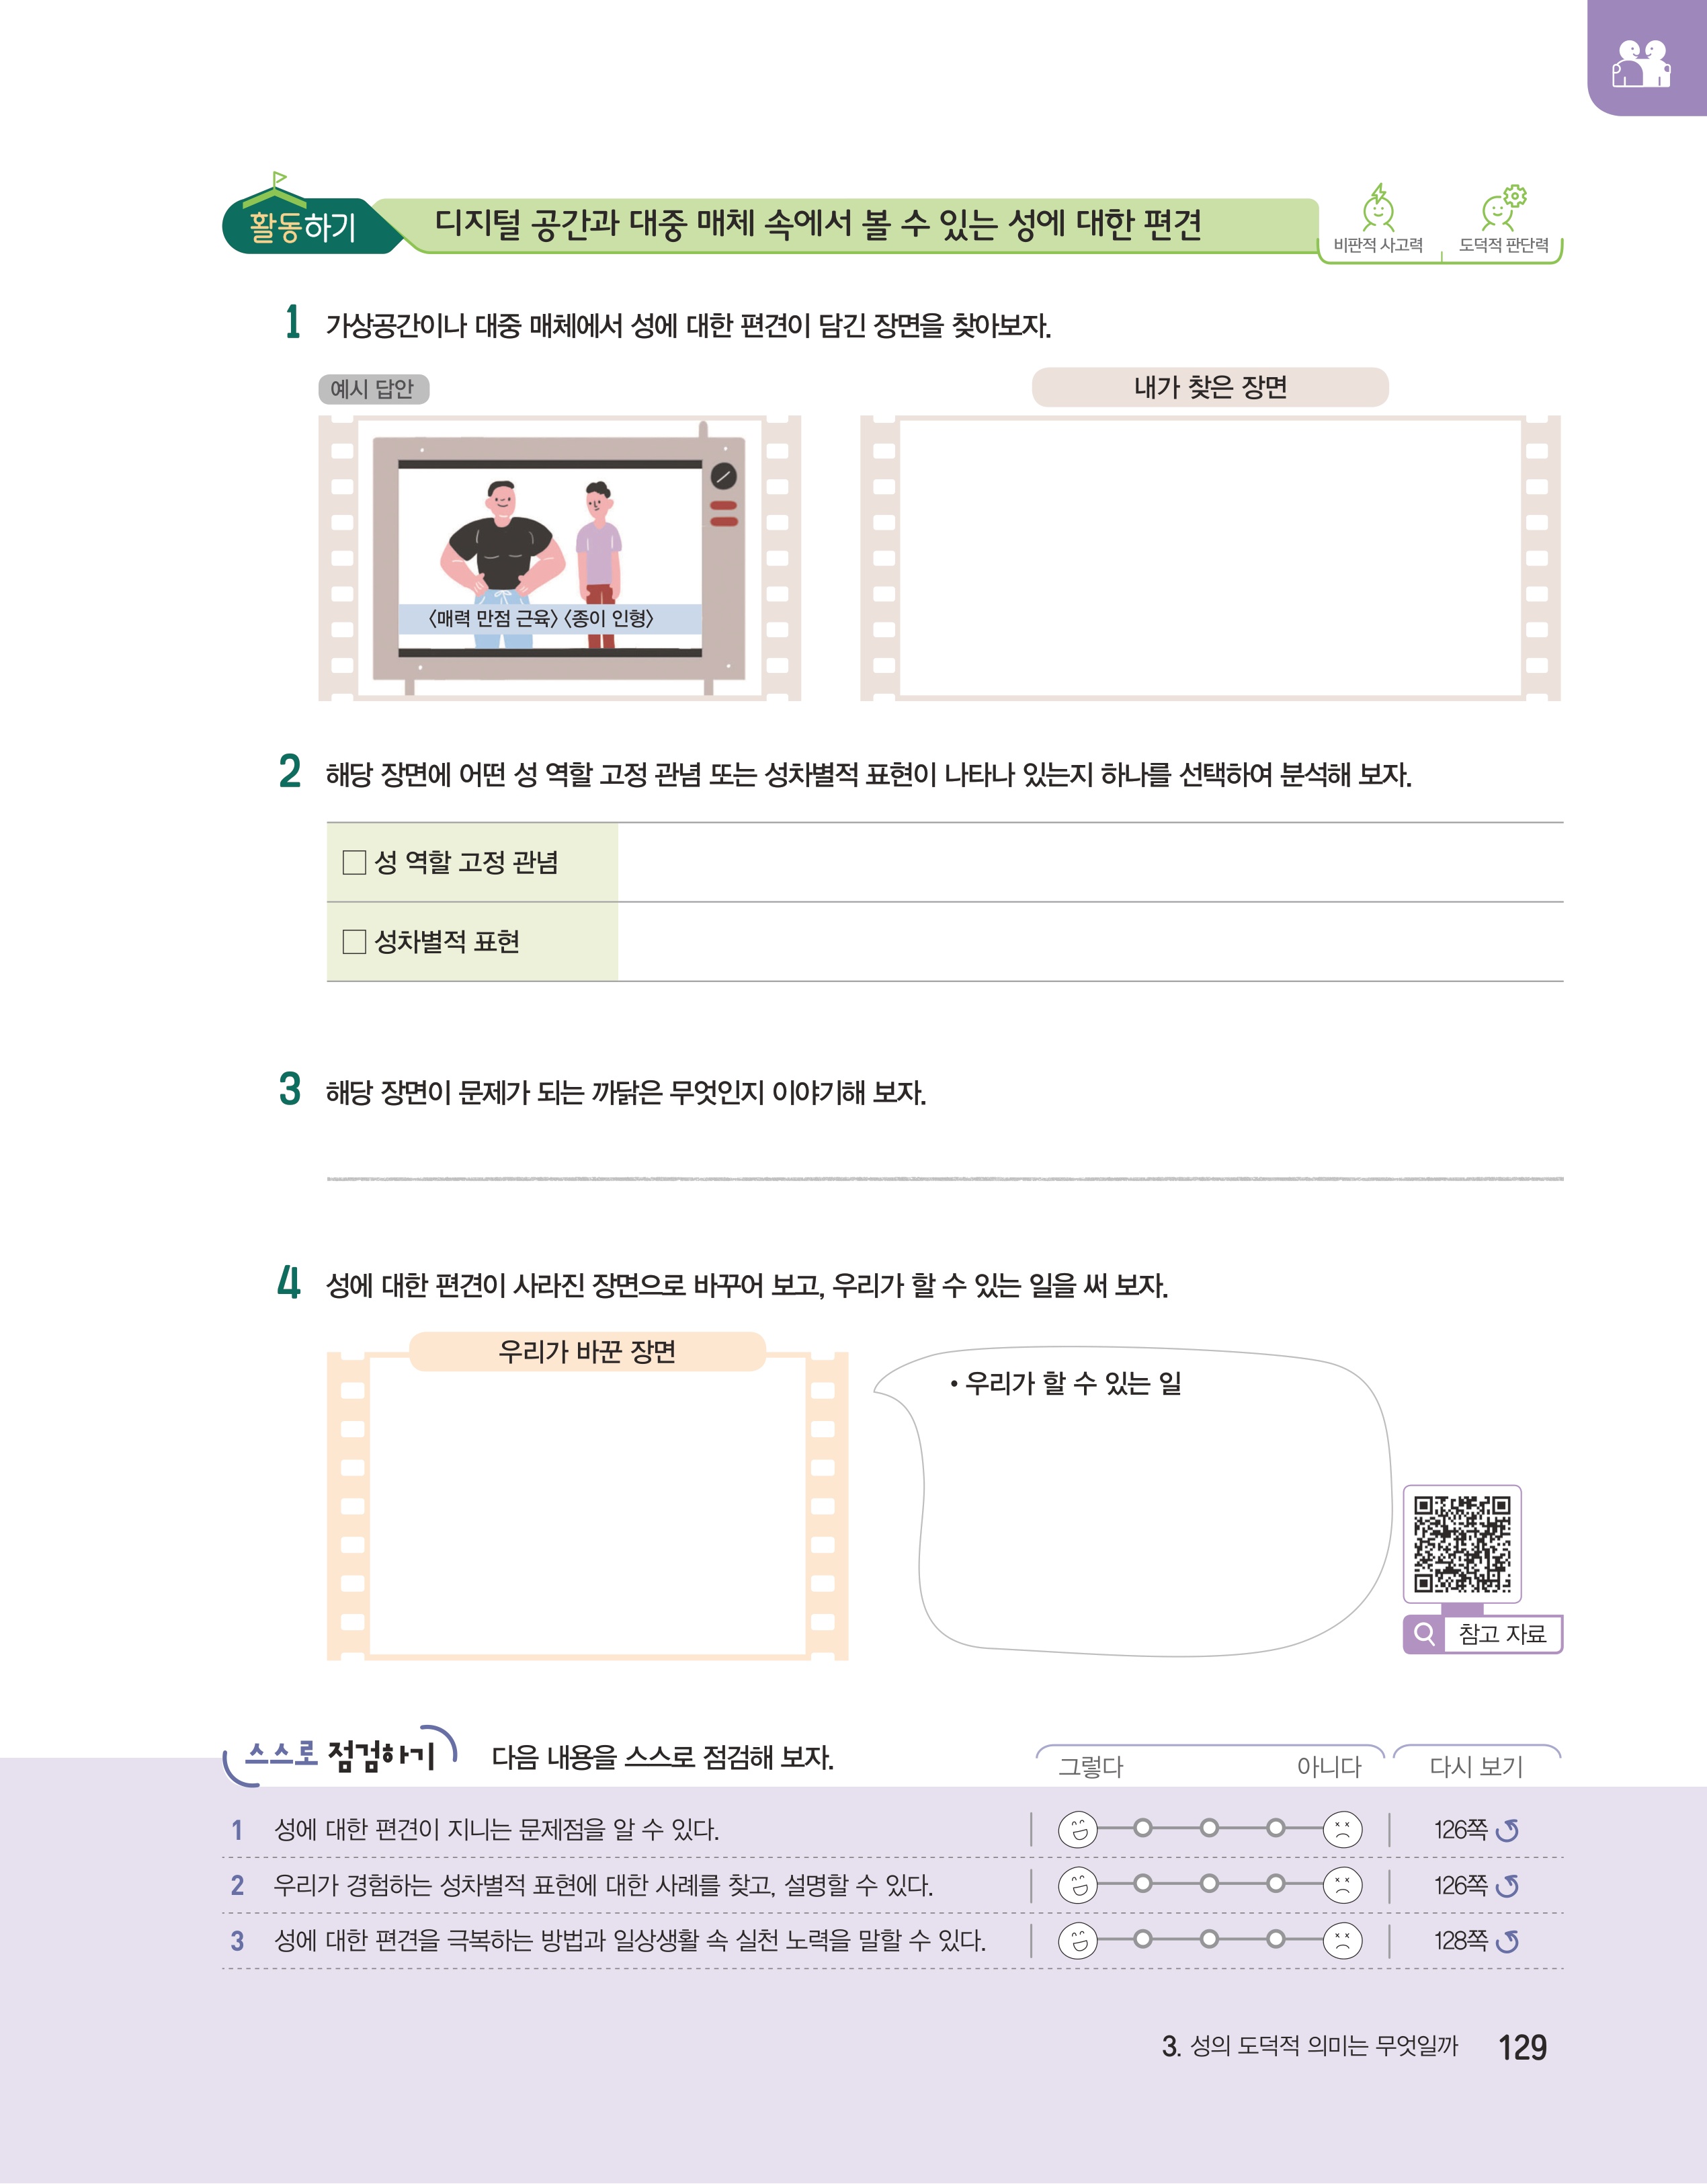 활동하기
디지털 공간과 대중 매체 속에서 볼 수 있는 성에 대한 편견
비판적 사고력
도덕적 판단력
1 가상공간이나 대중 매체에서 성에 대한 편견이 담긴 장면을 찾아보자.
예시 답안
내가 찾은 장면
〈매력 만점 근육〉 〈종이 인형〉
2 해당 장면에 어떤 성 역할 고정 관념 또는 성차별적 표현이 나타나 있는지 하나를 선택하여 분석해 보자.
□ 성 역할 고정 관념
□ 성차별적 표현
3 해당 장면이 문제가 되는 까닭은 무엇인지 이야기해 보자.
4 성에 대한 편견이 사라진 장면으로 바꾸어 보고, 우리가 할 수 있는 일을 써 보자.
우리가 바꾼 장면
• 우리가 할 수 있는 일
참고 자료
스스로 점검하기 다음 내용을 스스로 점검해 보자.
그렇다 아니다 다시 보기
1 성에 대한 편견이 지니는 문제점을 알 수 있다. 126쪽
2 우리가 경험하는 성차별적 표현에 대한 사례를 찾고, 설명할 수 있다. 126쪽
3 성에 대한 편견을 극복하는 방법과 일상생활 속 실천 노력을 말할 수 있다. 128쪽
3. 성의 도덕적 의미는 무엇일까 129